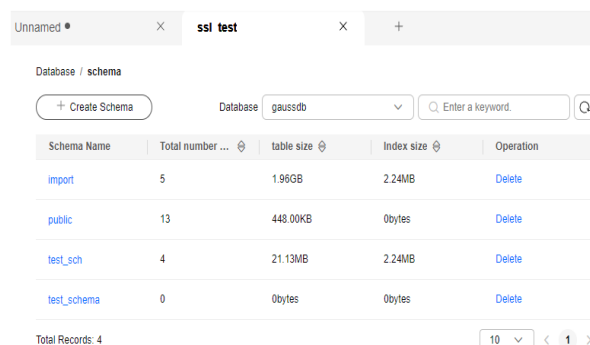 Unnamed ssl test
Database / schema
Create Schema Database gaussdb Enter a keyword.
Schema Name Total number ... table size Index size Operation
import 5 1.96GB 2.24MB Delete
public 13 448.00KB 0bytes Delete
test_sch 4 21.13MB 2.24MB Delete
test_schema 0 0bytes 0bytes Delete
Total Records: 4 10 1